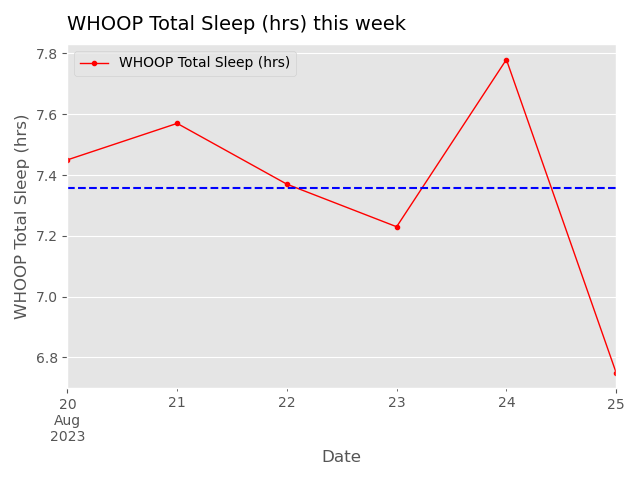 WHOOP Total Sleep (hrs) this week
WHOOP Total Sleep (hrs)
WHOOP Total Sleep (hrs)
7.8
7.6
7.4
7.2
7.0
6.8
20 21 22 23 24 25
Aug
2023
Date